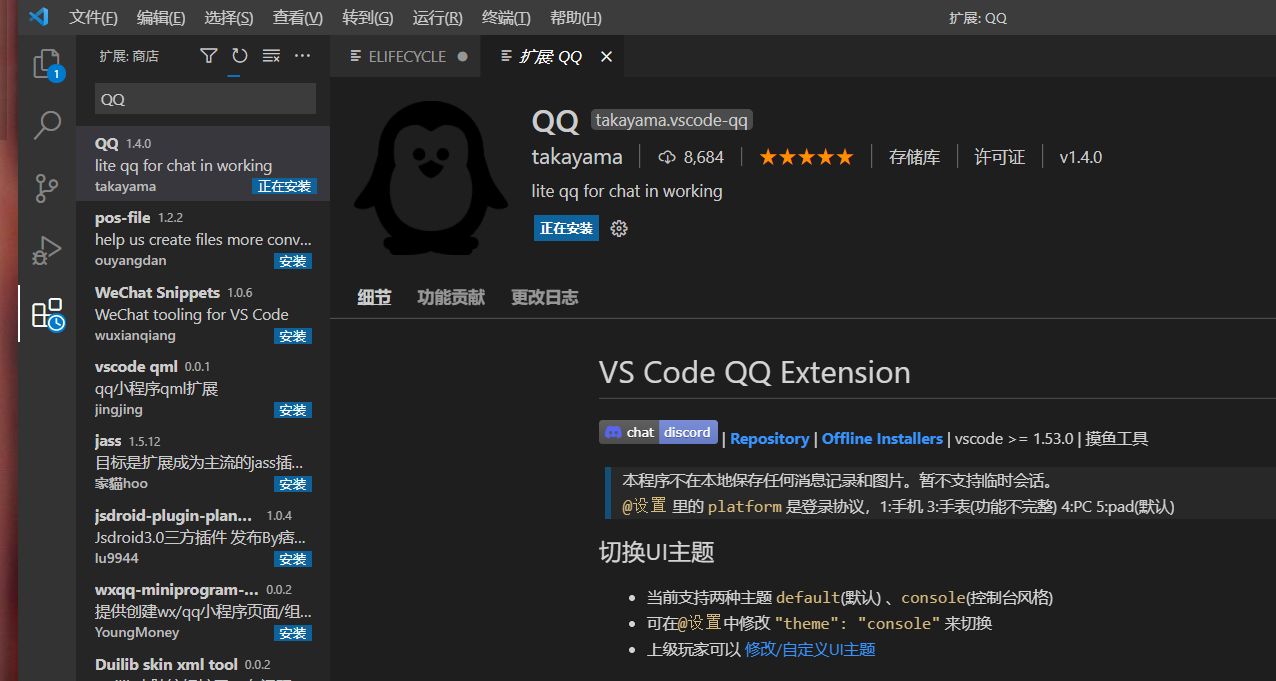 文件(F) 编辑(E) 选择(S) 查看(V) 转到(G) 运行(R) 终端(T) 帮助(H) 扩展: QQ
扩展: 商店
ELIFECYCLE
扩展: QQ
1
QQ
QQ 1.4.0
lite qq for chat in working
takayama 正在安装
pos-file 1.2.2
help us create files more conv...
ouyangdan 安装
WeChat Snippets 1.0.6
WeChat tooling for VS Code
wuxianqiang 安装
vscode qml 0.0.1
qq小程序qml扩展
jingjing 安装
jass 1.5.12
目标是扩展成为主流的jass插...
家貓hoo 安装
jsdroid-plugin-plan... 1.0.4
Jsdroid3.0三方插件 发布By痞...
lu9944 安装
wxqq-miniprogram-... 0.0.2
提供创建wx/qq小程序页面/组...
YoungMoney 安装
Duilib skin xml tool 0.0.2
QQ takayama.vscode-qq
takayama 8,684 存储库 许可证 v1.4.0
lite qq for chat in working
正在安装
细节 功能贡献 更改日志
VS Code QQ Extension
chat discord | Repository | Offline Installers | vscode >= 1.53.0 | 摸鱼工具
本程序不在本地保存任何消息记录和图片。暂不支持临时会话。
@设置 里的 platform 是登录协议，1:手机 3:手表(功能不完整) 4:PC 5:pad(默认)
切换UI主题
当前支持两种主题 default(默认) 、console(控制台风格)
可在@设置中修改 "theme": "console" 来切换
上级玩家可以 修改/自定义UI主题